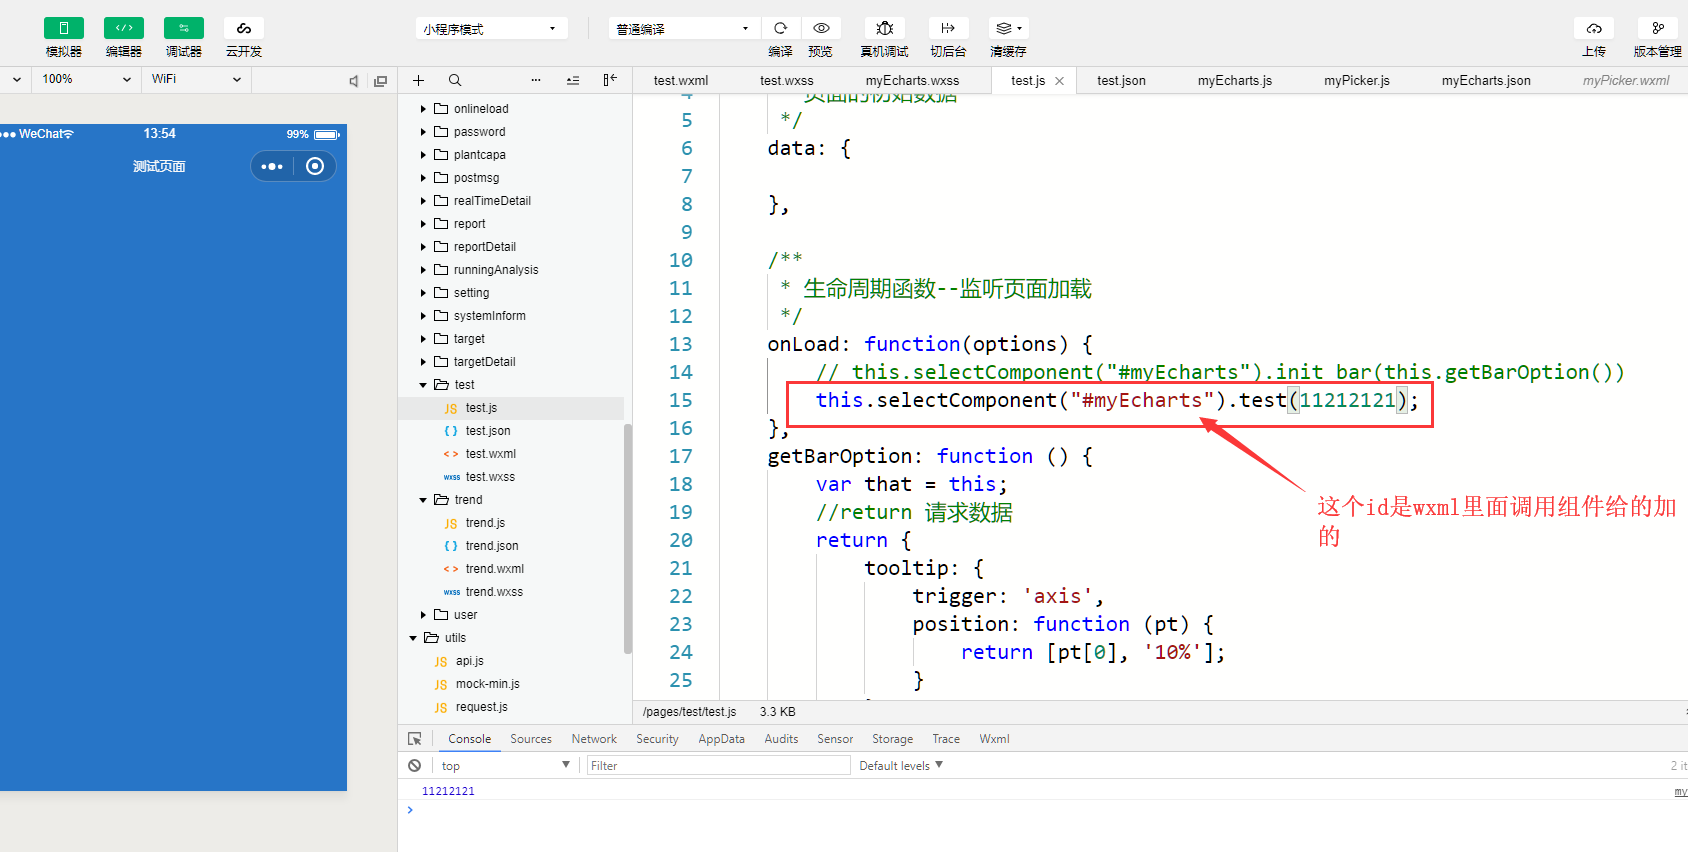 小程序模式
普通编译
模拟器 编辑器 调试器 云开发
编译 预览 真机调试 切后台 清缓存
上传 版本管理
100% WiFi
test.wxml test.wxss myEcharts.wxss test.js test.json myEcharts.js myPicker.js myEcharts.json myPicker.wxml
WeChat 13:54 99%
测试页面
onlineload
password
plantcapa
postmsg
realTimeDetail
report
reportDetail
runningAnalysis
setting
systemInform
target
targetDetail
test
JS test.js
{ } test.json
< > test.wxml
wxss test.wxss
trend
JS trend.js
{ } trend.json
< > trend.wxml
wxss trend.wxss
user
utils
JS api.js
JS mock-min.js
JS request.js
4 页面的初始数据
5 */
6 data: {
7
8 },
9
10 /**
11 * 生命周期函数--监听页面加载
12 */
13 onLoad: function(options) {
14 // this.selectComponent("#myEcharts").init_bar(this.getBarOption())
15 this.selectComponent("#myEcharts").test(11212121);
16 },
17 getBarOption: function () {
18 var that = this;
19 //return 请求数据
20 return {
21 tooltip: {
22 trigger: 'axis',
23 position: function (pt) {
24 return [pt[0], '10%'];
25 }
这个id是wxml里面调用组件给的加
的
/pages/test/test.js 3.3 KB
Console Sources Network Security AppData Audits Sensor Storage Trace Wxml
top Filter Default levels 2 it
11212121 my
>